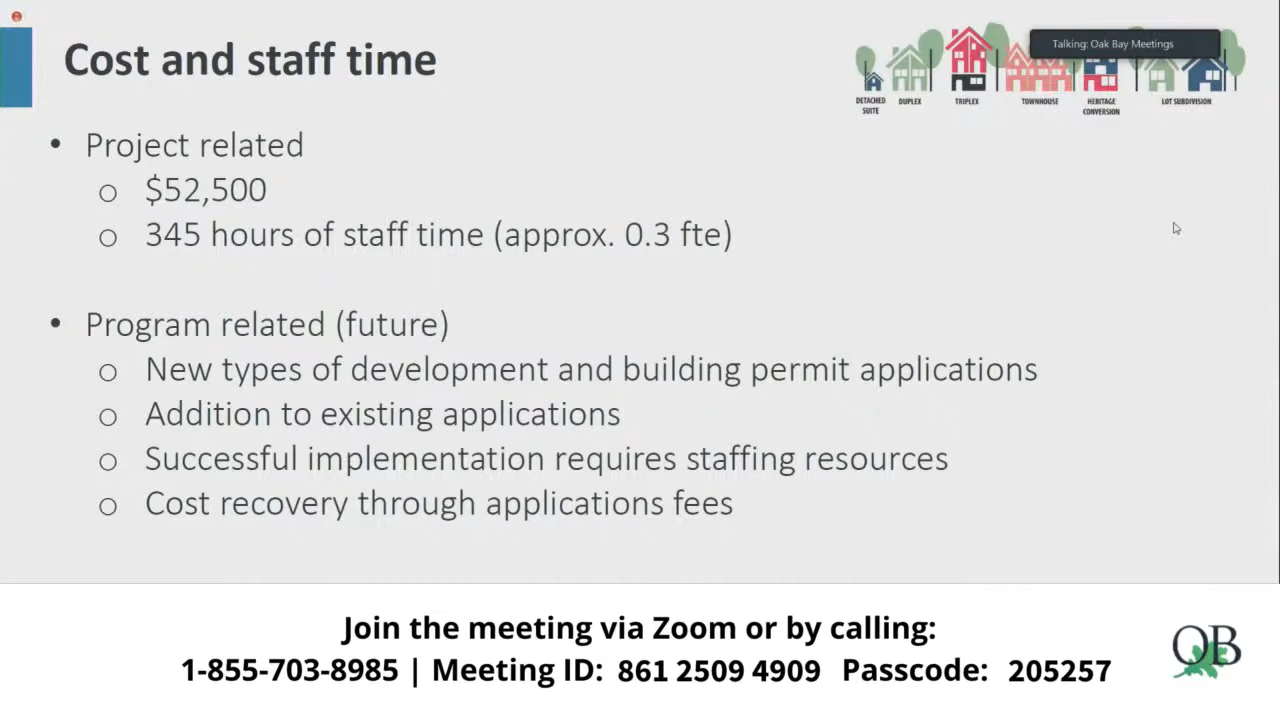 Cost and staff time
Talking: Oak Bay Meetings
DETACHED SUITE
DUPLEX
TRIPLEX
TOWNHOUSE
HERITAGE CONVERSION
LOT SUBDIVISION
• Project related
o $52,500
o 345 hours of staff time (approx. 0.3 fte)
• Program related (future)
o New types of development and building permit applications
o Addition to existing applications
o Successful implementation requires staffing resources
o Cost recovery through applications fees
Join the meeting via Zoom or by calling:
1-855-703-8985 | Meeting ID: 861 2509 4909 Passcode: 205257
OB